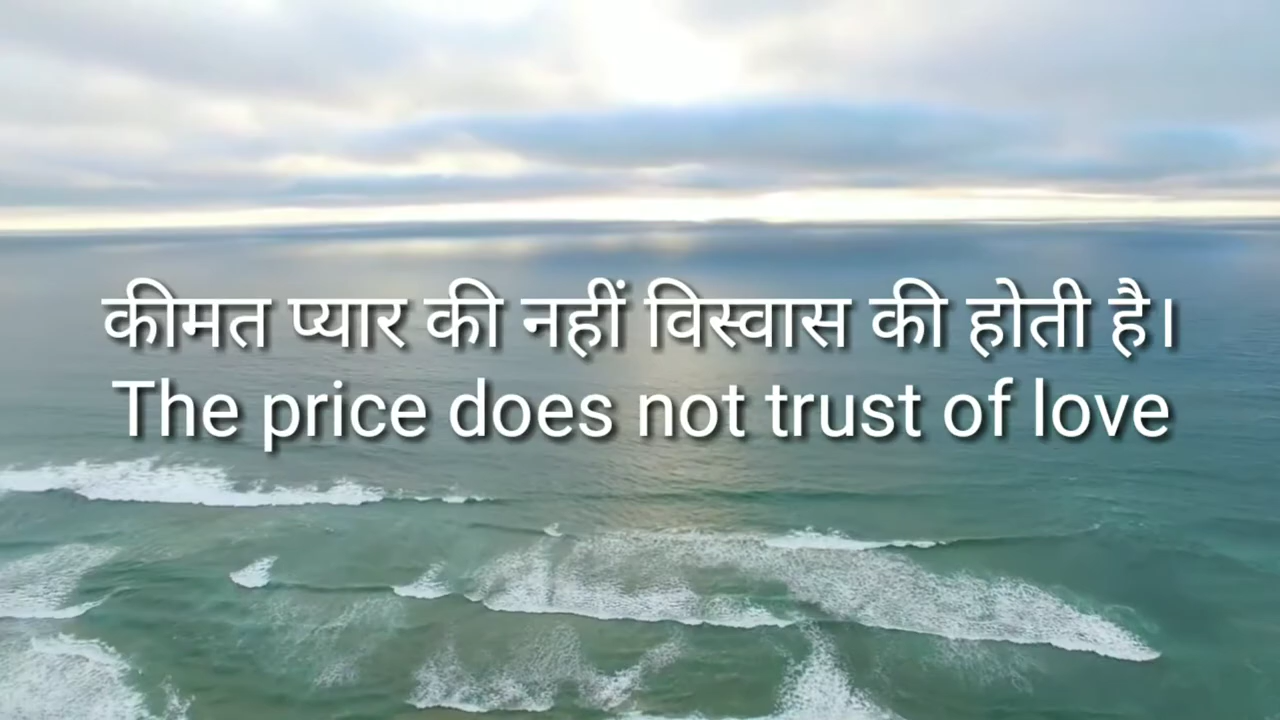 कीमत प्यार की नहीं विस्वास की होती है।
The price does not trust of love